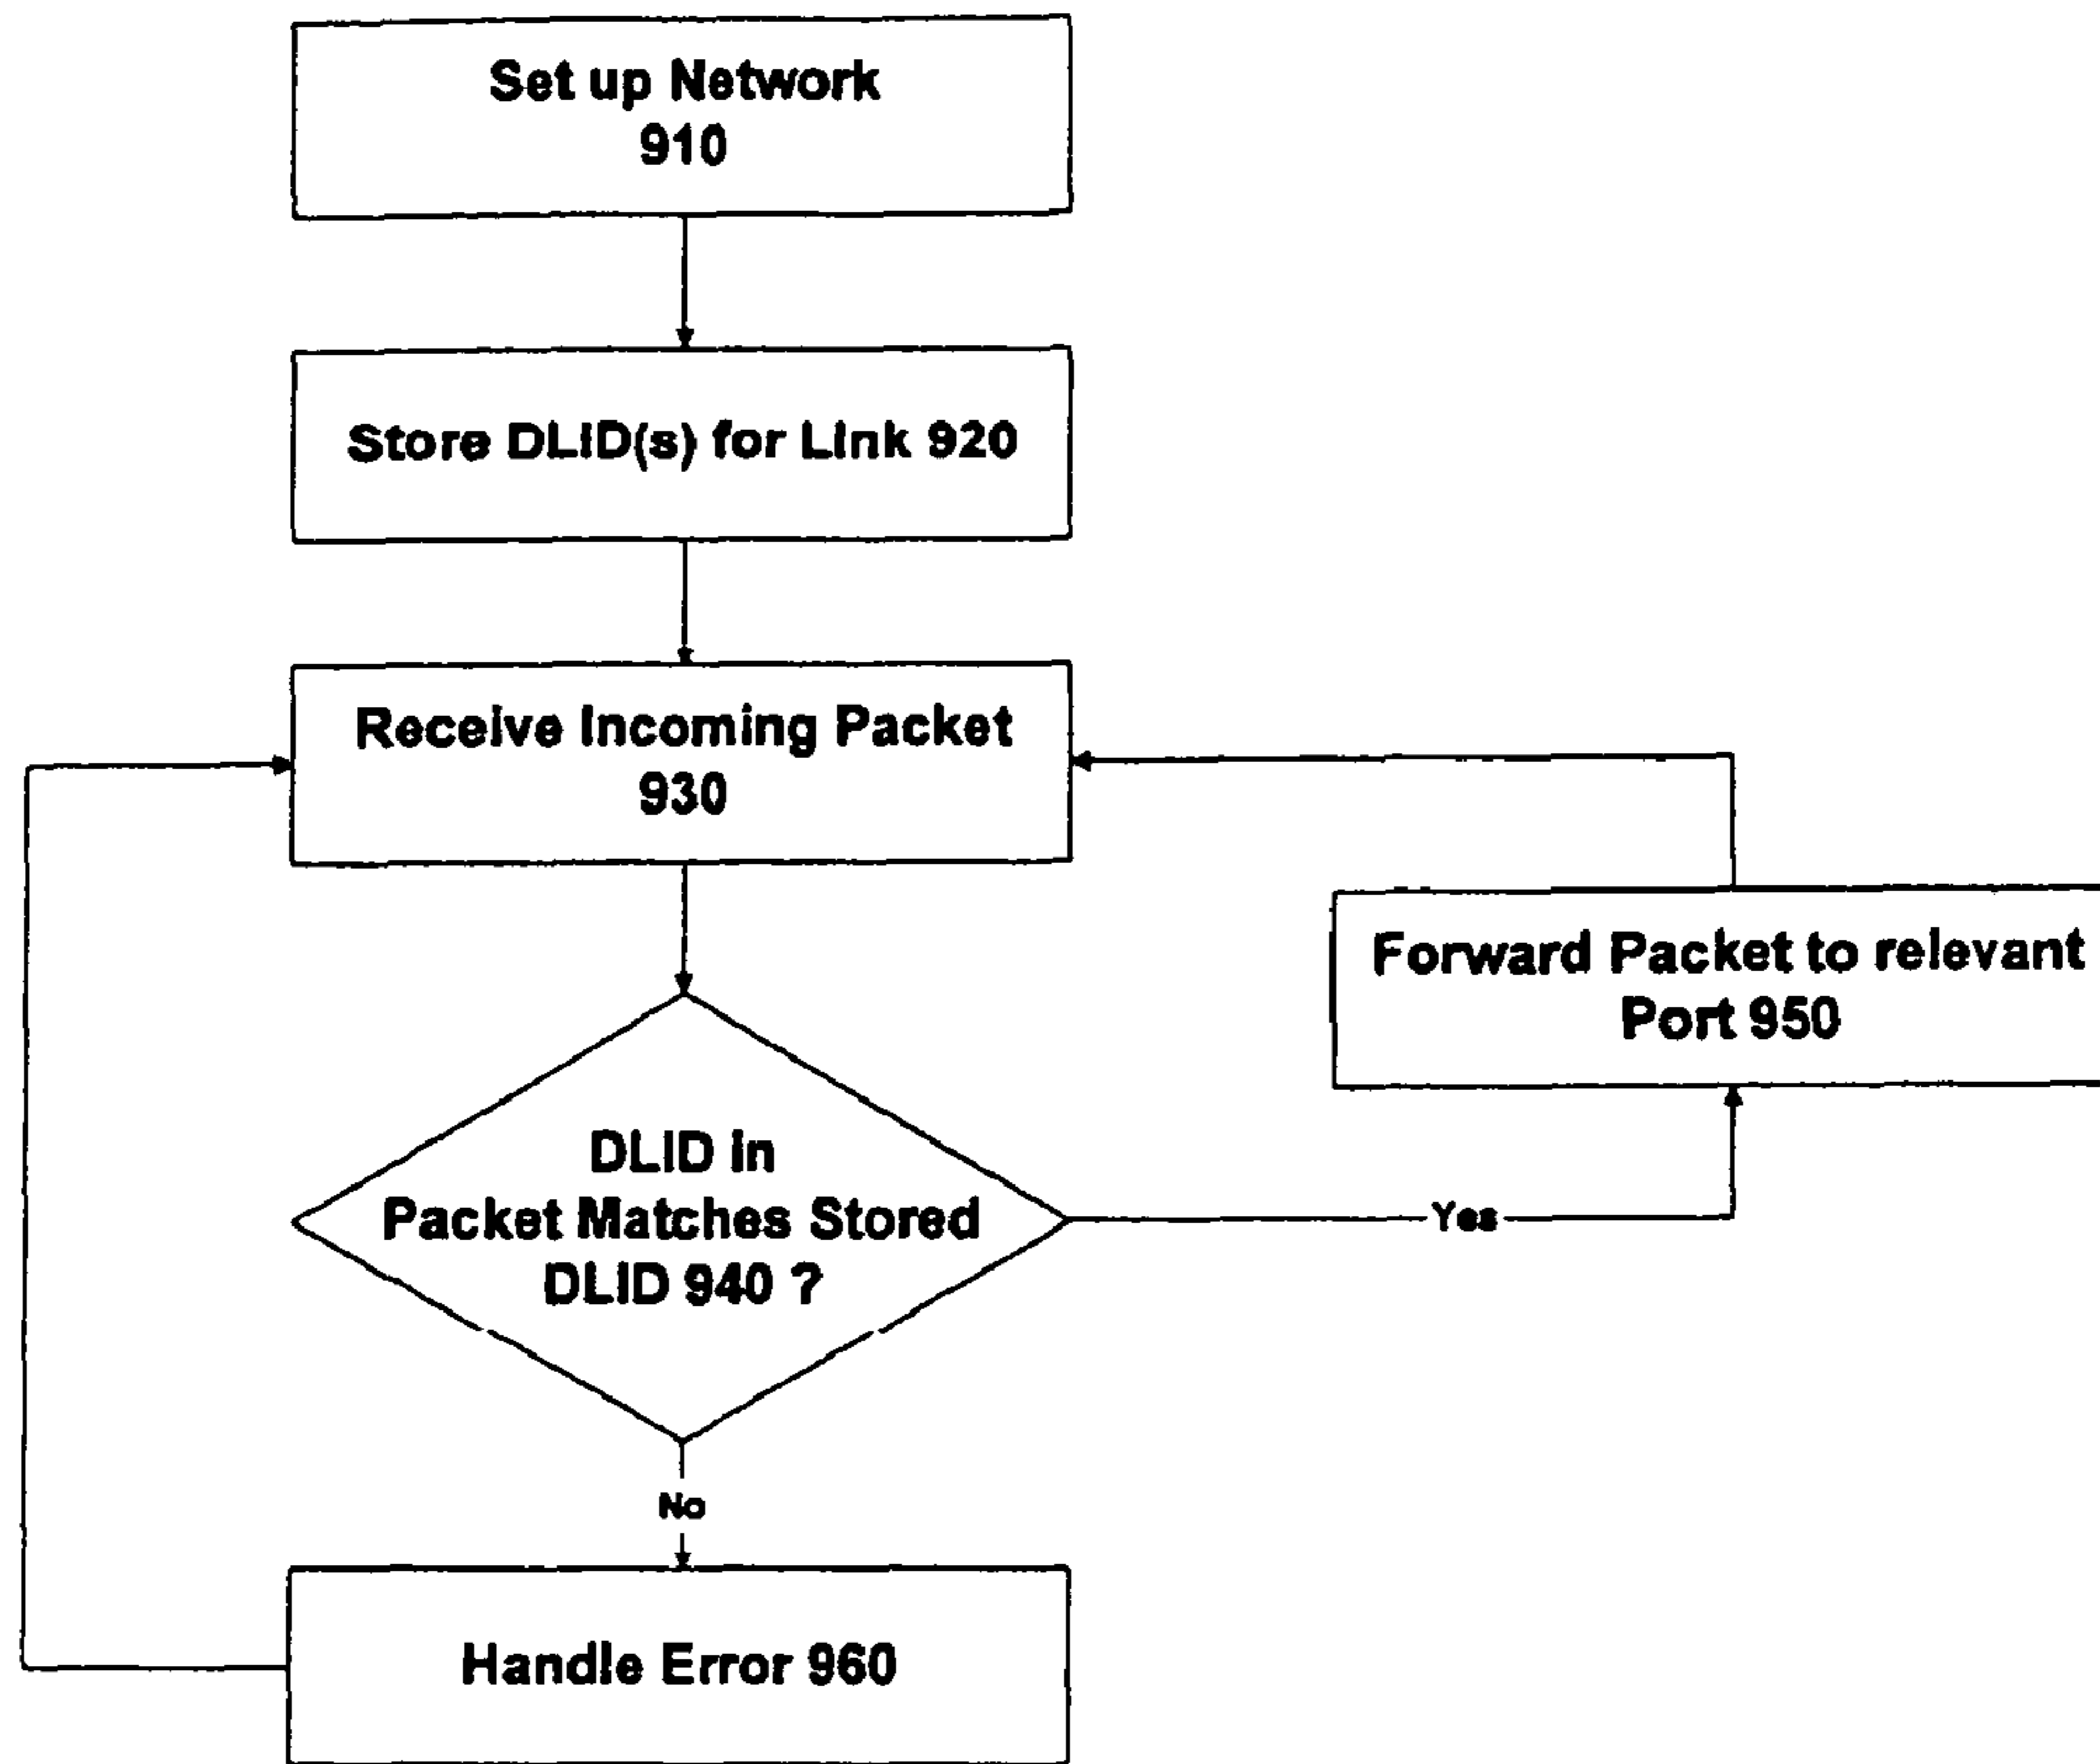 Set up Network
910
Store DLID(s) for Link 920
Receive Incoming Packet
930
Forward Packet to relevant
Port 950
DLID in
Packet Matches Stored
DLID 940 ?
Yes
No
Handle Error 960